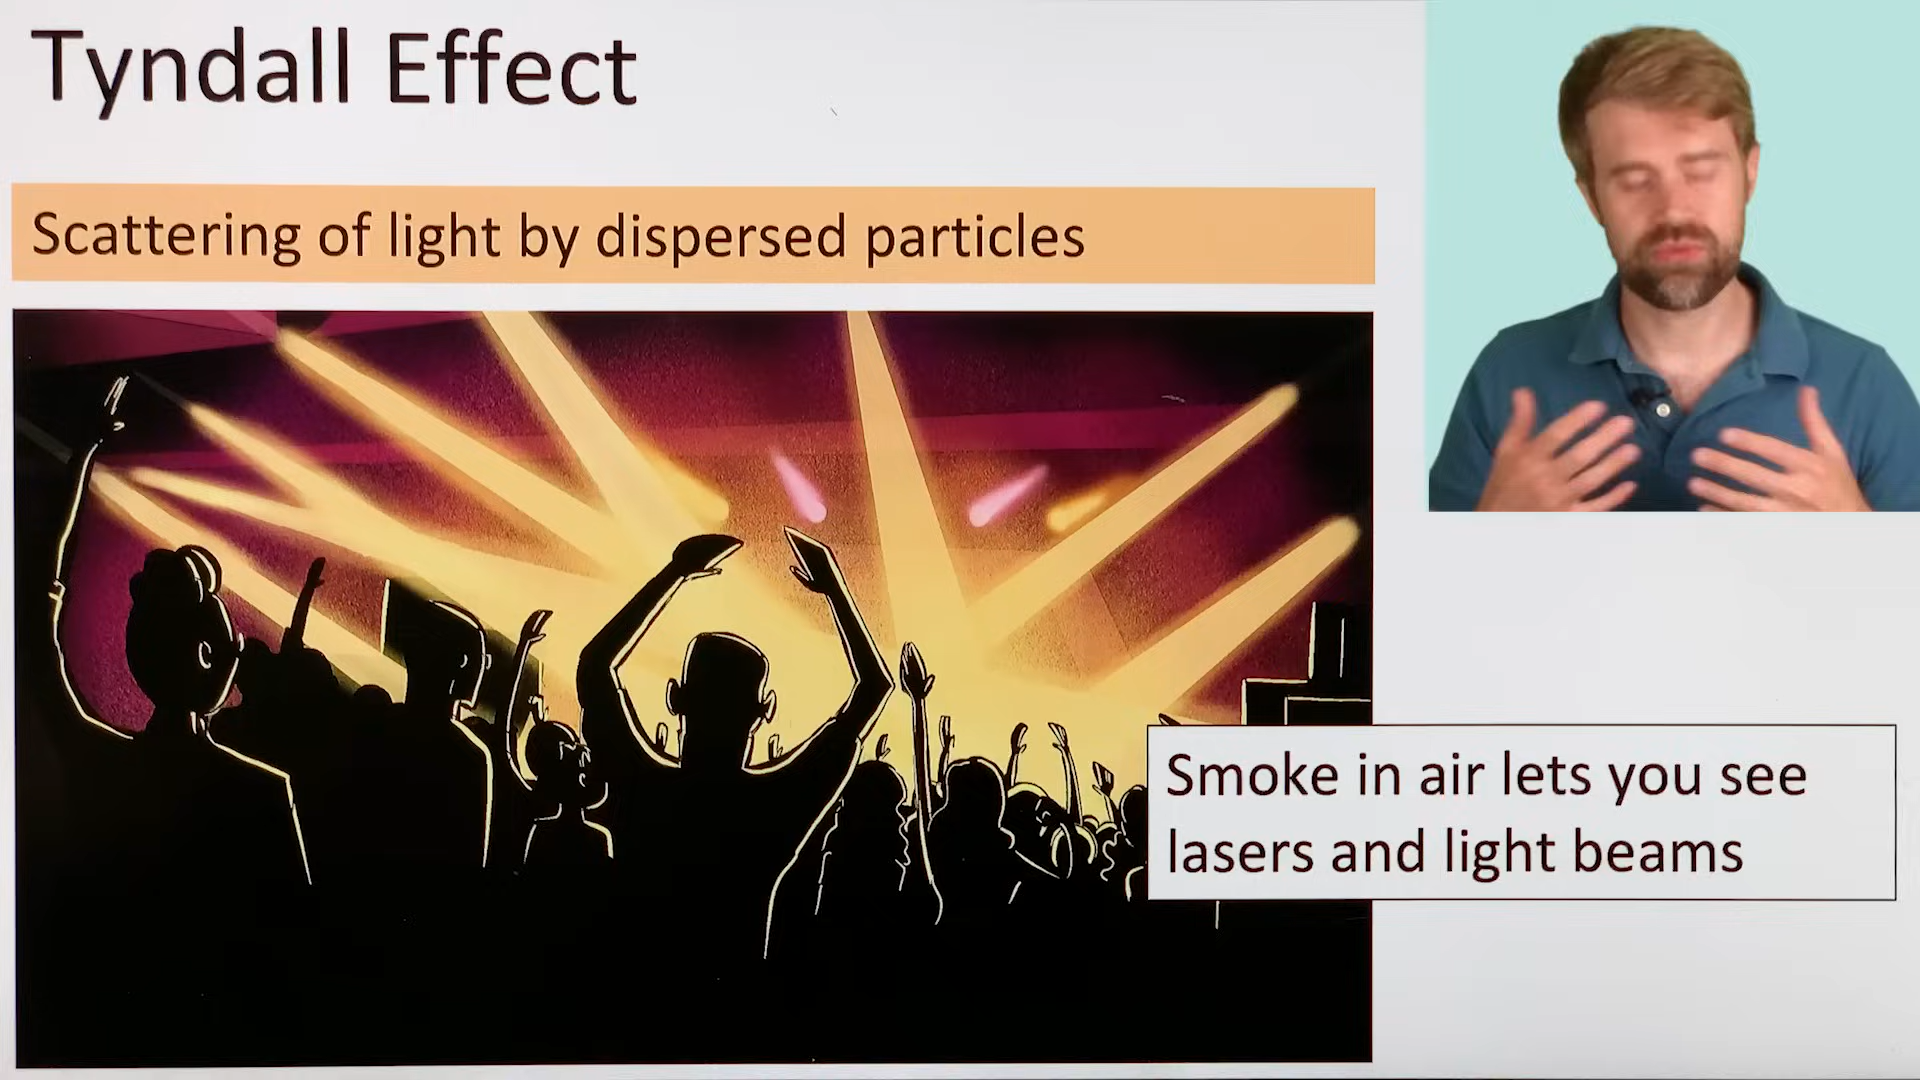 Tyndall Effect
Scattering of light by dispersed particles
Smoke in air lets you see
lasers and light beams